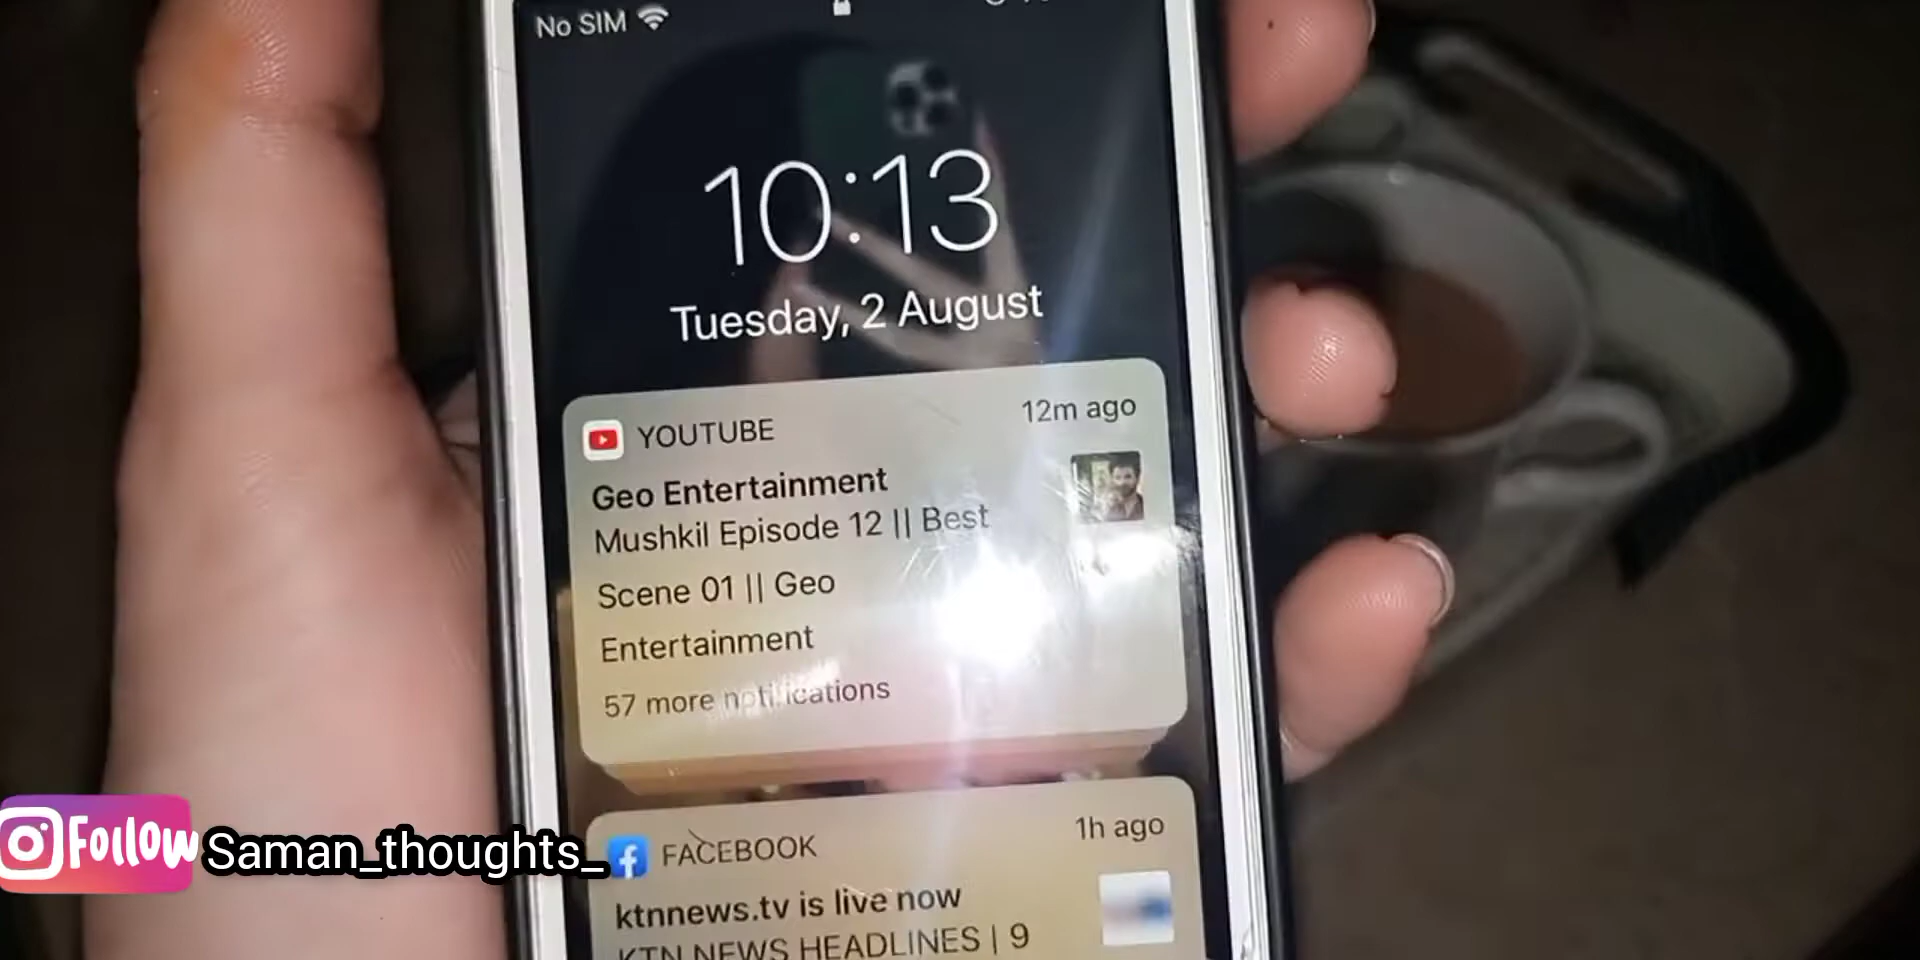 No SIM
10:13
Tuesday, 2 August
YOUTUBE
12m ago
Geo Entertainment
Mushkil Episode 12 || Best
Scene 01 || Geo
Entertainment
57 more notifications
FACEBOOK
1h ago
ktnnews.tv is live now
KTN NEWS HEADLINES | 9
Follow
Saman_thoughts_